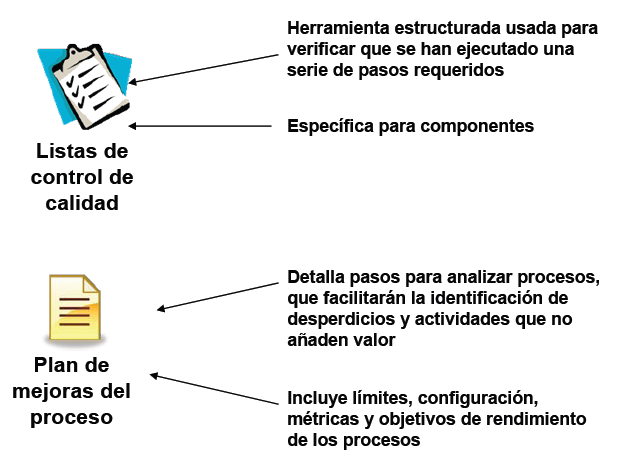 Herramienta estructurada usada para
verificar que se han ejecutado una
serie de pasos requeridos
Específica para componentes
Listas de
control de
calidad
Detalla pasos para analizar procesos,
que facilitarán la identificación de
desperdicios y actividades que no
añaden valor
Plan de
mejoras del
proceso
Incluye límites, configuración,
métricas y objetivos de rendimiento
de los procesos